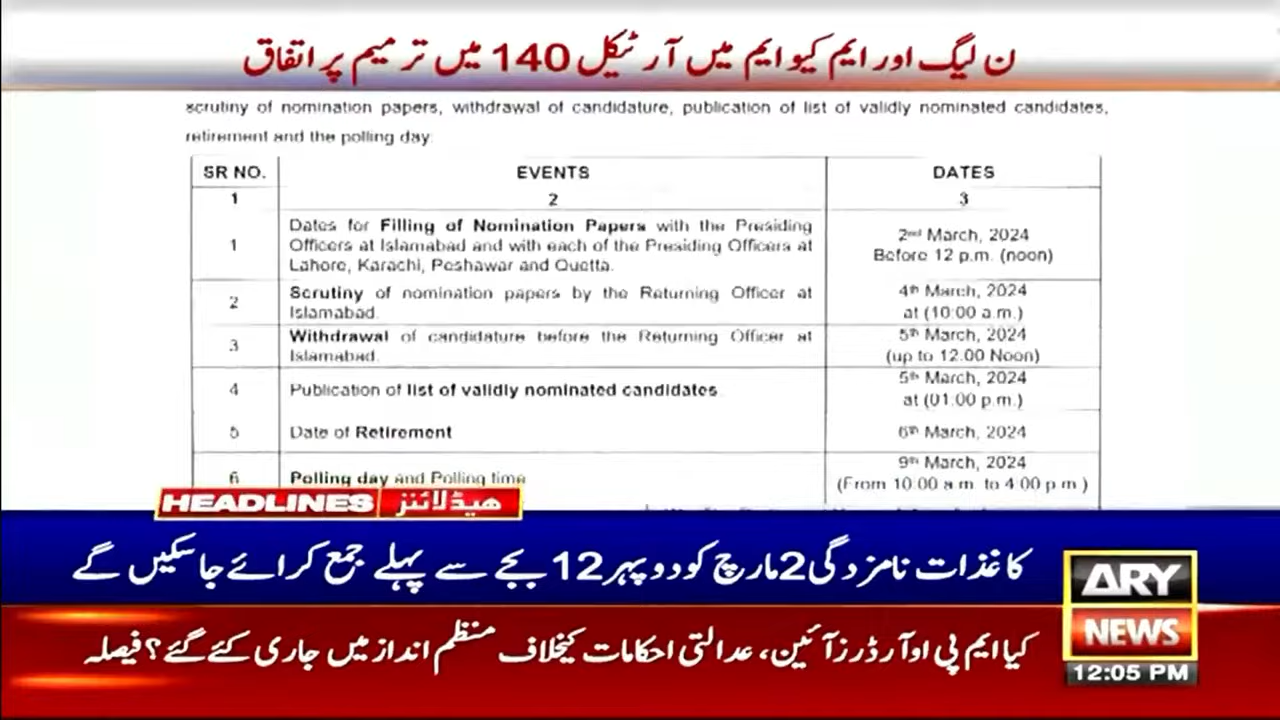 ن لیگ اور ایم کیو ایم میں آرٹیکل 140 میں ترمیم پر اتفاق
scrutiny of nomination papers, withdrawal of candidature, publication of list of validly nominated candidates,
retirement and the polling day.
SR NO. EVENTS DATES
1 2 3
1 Dates for Filling of Nomination Papers with the Presiding Officers at Islamabad and with each of the Presiding Officers at Lahore, Karachi, Peshawar and Quetta. 2nd March, 2024 Before 12 p.m. (noon)
2 Scrutiny of nomination papers by the Returning Officer at Islamabad. 4th March, 2024 at (10:00 a.m.)
3 Withdrawal of candidature before the Returning Officer at Islamabad. 5th March, 2024 (up to 12.00 Noon)
4 Publication of list of validly nominated candidates. 5th March, 2024 at (01.00 p.m.)
5 Date of Retirement 6th March, 2024
6 Polling day and Polling time 9th March, 2024 (From 10.00 a.m. to 4.00 p.m.)
HEADLINES ہیڈلائنز
کاغذات نامزدگی 2 مارچ کو دوپہر 12 بجے سے پہلے جمع کرائے جاسکیں گے
کیا ایم پی او آرڈرز آئین، عدالتی احکامات کیخلاف منظم انداز میں جاری کئے گئے؟ فیصلہ
ARY
NEWS
12:05 PM